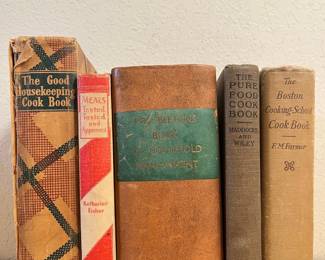 The Good
Housekeeping
Cook Book
MEALS
Tested
Tasted
and
Approved
Katharine
Fisher
BOOK
HOUSEHOLD
MANAGEMENT
THE
PURE
FOOD
COOK
BOOK
MADDOCKS
AND
WILEY
The
Boston
Cooking-School
Cook Book
F.M. Farmer